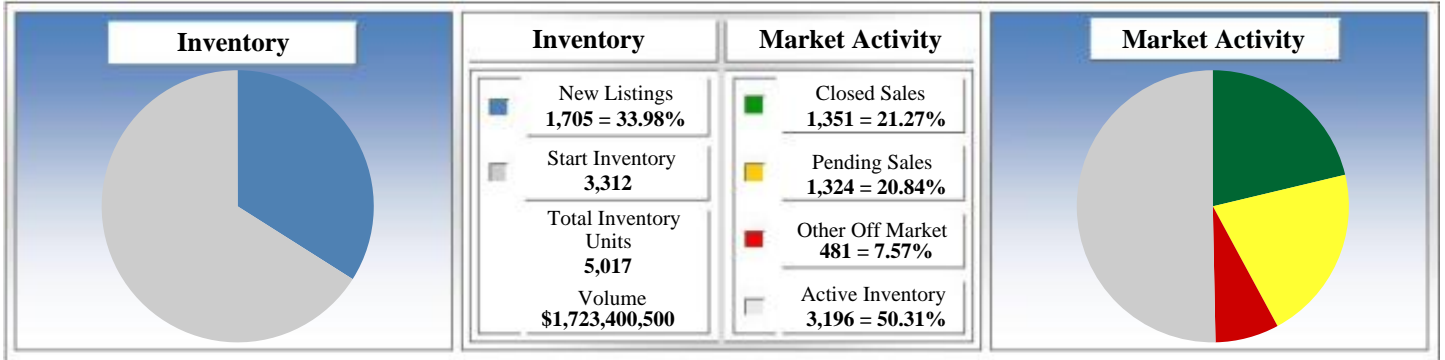 Inventory
Inventory
Market Activity
New Listings
1,705 = 33.98%
Start Inventory
3,312
Total Inventory
Units
5,017
Volume
$1,723,400,500
Closed Sales
1,351 = 21.27%
Pending Sales
1,324 = 20.84%
Other Off Market
481 = 7.57%
Active Inventory
3,196 = 50.31%
Market Activity